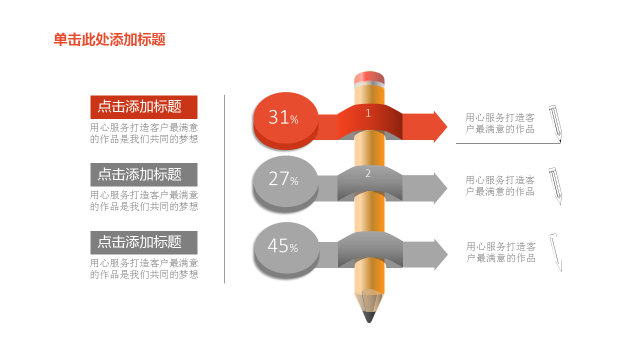 单击此处添加标题
点击添加标题
用心服务打造客户最满意
的作品是我们共同的梦想
点击添加标题
用心服务打造客户最满意
的作品是我们共同的梦想
点击添加标题
用心服务打造客户最满意
的作品是我们共同的梦想
31%
1
用心服务打造客
户最满意的作品
27%
2
用心服务打造客
户最满意的作品
45%
用心服务打造客
户最满意的作品